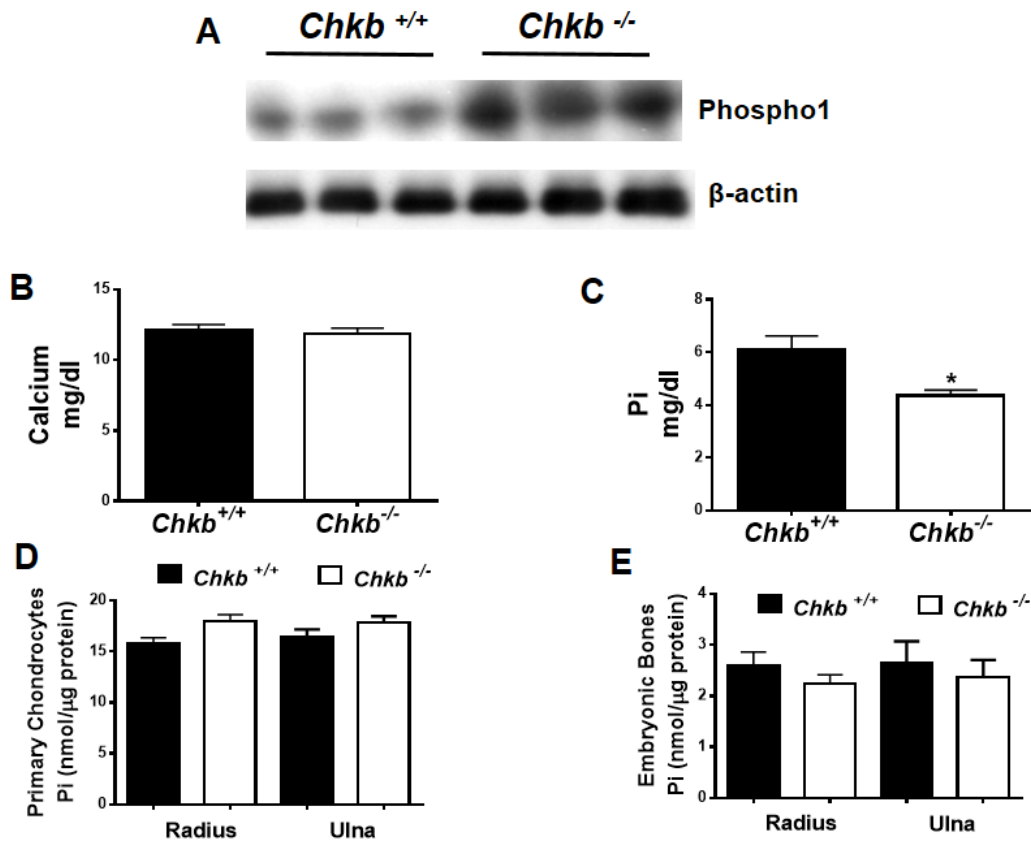 A
Chkb +/+ Chkb -/-
Phospho1
β-actin
B
Calcium
mg/dl
15
10
5
0
Chkb+/+ Chkb-/-
C
Pi
mg/dl
8
6
4
2
0
*
Chkb+/+ Chkb-/-
D
Chkb +/+ Chkb -/-
Primary Chondrocytes
Pi (nmol/μg protein)
20
15
10
5
0
Radius Ulna
E
Chkb +/+ Chkb -/-
Embryonic Bones
Pi (nmol/μg protein)
4
3
2
1
0
Radius Ulna